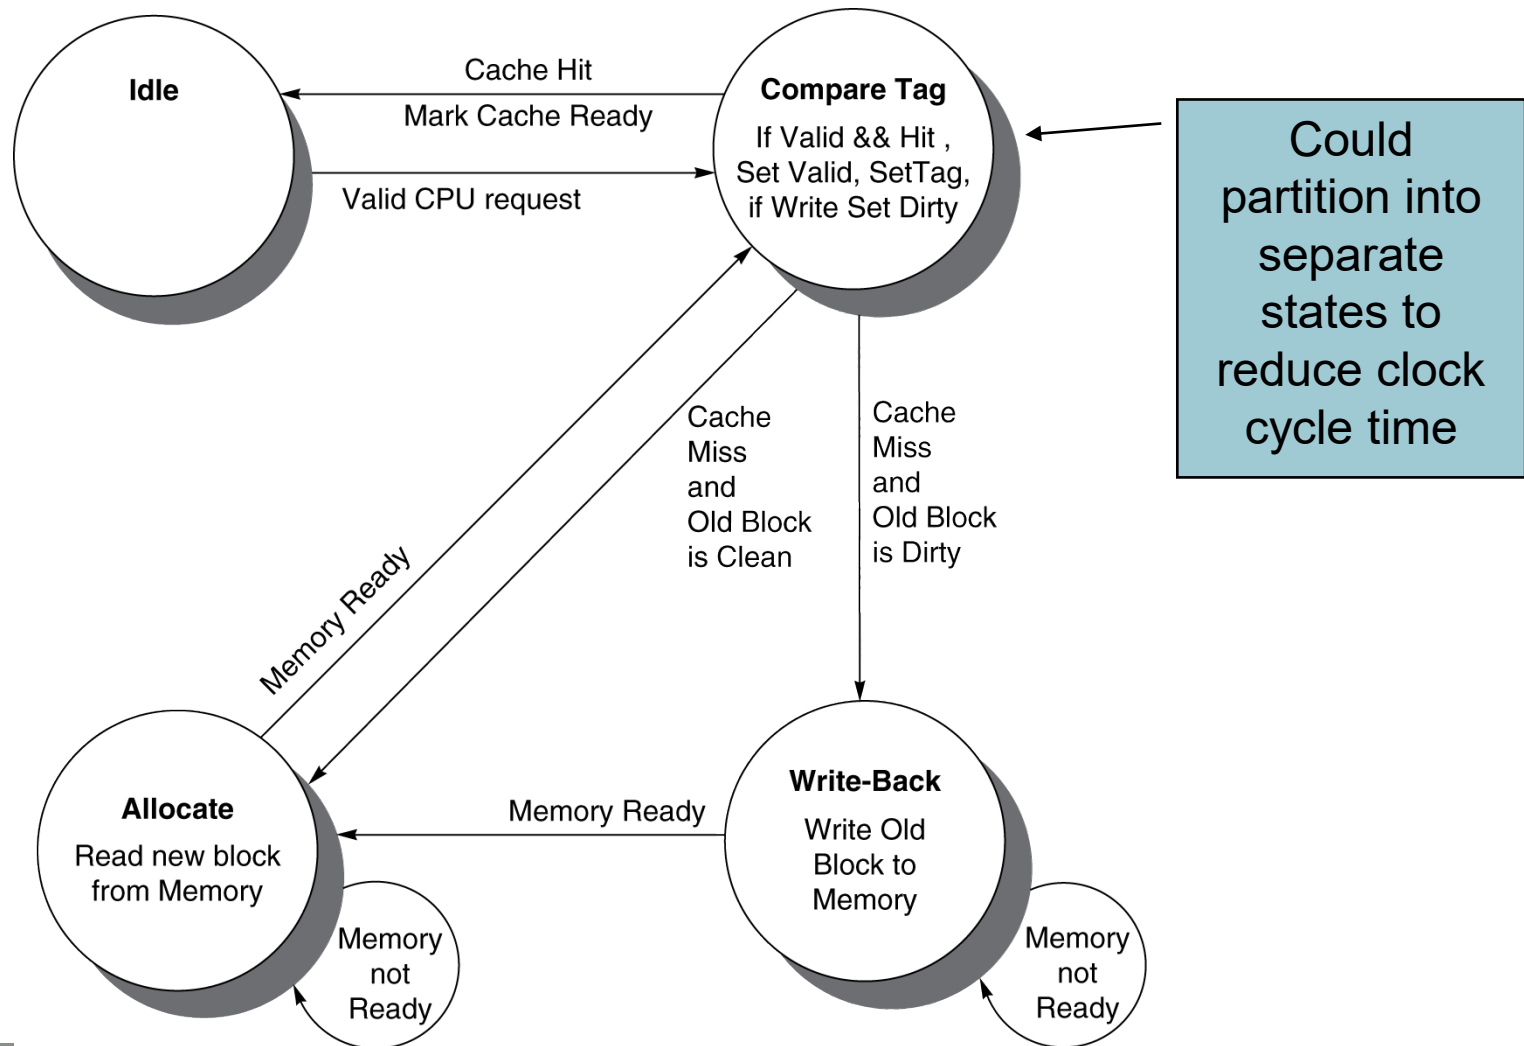 Idle
Cache Hit
Mark Cache Ready
Valid CPU request
Compare Tag
If Valid && Hit ,
Set Valid, SetTag,
if Write Set Dirty
Could
partition into
separate
states to
reduce clock
cycle time
Cache
Miss
and
Old Block
is Clean
Cache
Miss
and
Old Block
is Dirty
Memory Ready
Allocate
Read new block
from Memory
Memory
not
Ready
Memory Ready
Write-Back
Write Old
Block to
Memory
Memory
not
Ready